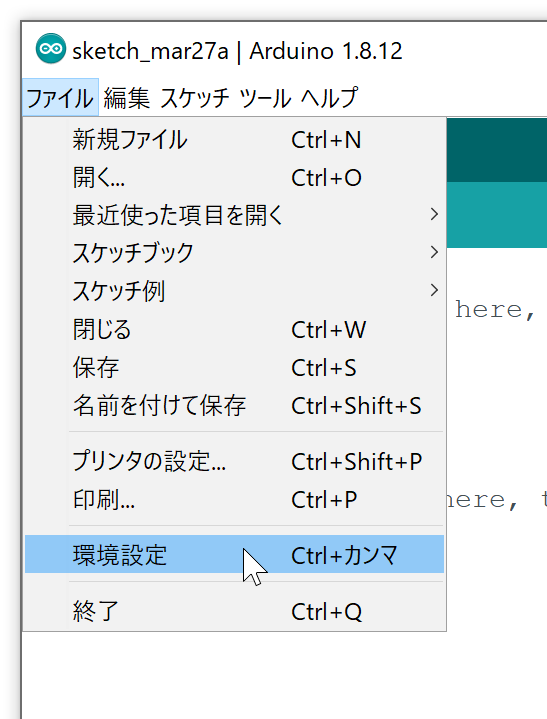 sketch_mar27a | Arduino 1.8.12
ファイル 編集 スケッチ ツール ヘルプ
新規ファイル Ctrl+N
開く... Ctrl+O
最近使った項目を開く
スケッチブック
スケッチ例
here,
閉じる Ctrl+W
保存 Ctrl+S
名前を付けて保存 Ctrl+Shift+S
プリンタの設定... Ctrl+Shift+P
印刷... Ctrl+P
here, t
環境設定 Ctrl+カンマ
終了 Ctrl+Q